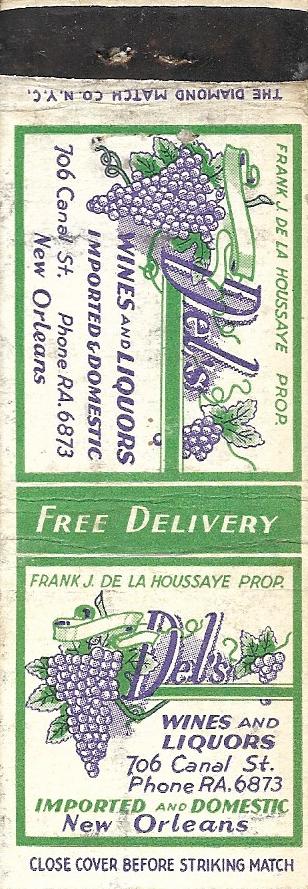 THE DIAMOND MATCH CO. N.Y.C.
FRANK J. DE LA HOUSSAYE PROP.
Del's
WINES AND LIQUORS
IMPORTED & DOMESTIC
706 Canal St. Phone RA. 6873
New Orleans
FREE DELIVERY
FRANK J. DE LA HOUSSAYE PROP.
Del's
WINES AND
LIQUORS
706 Canal St.
Phone RA. 6873
IMPORTED AND DOMESTIC
New Orleans
CLOSE COVER BEFORE STRIKING MATCH